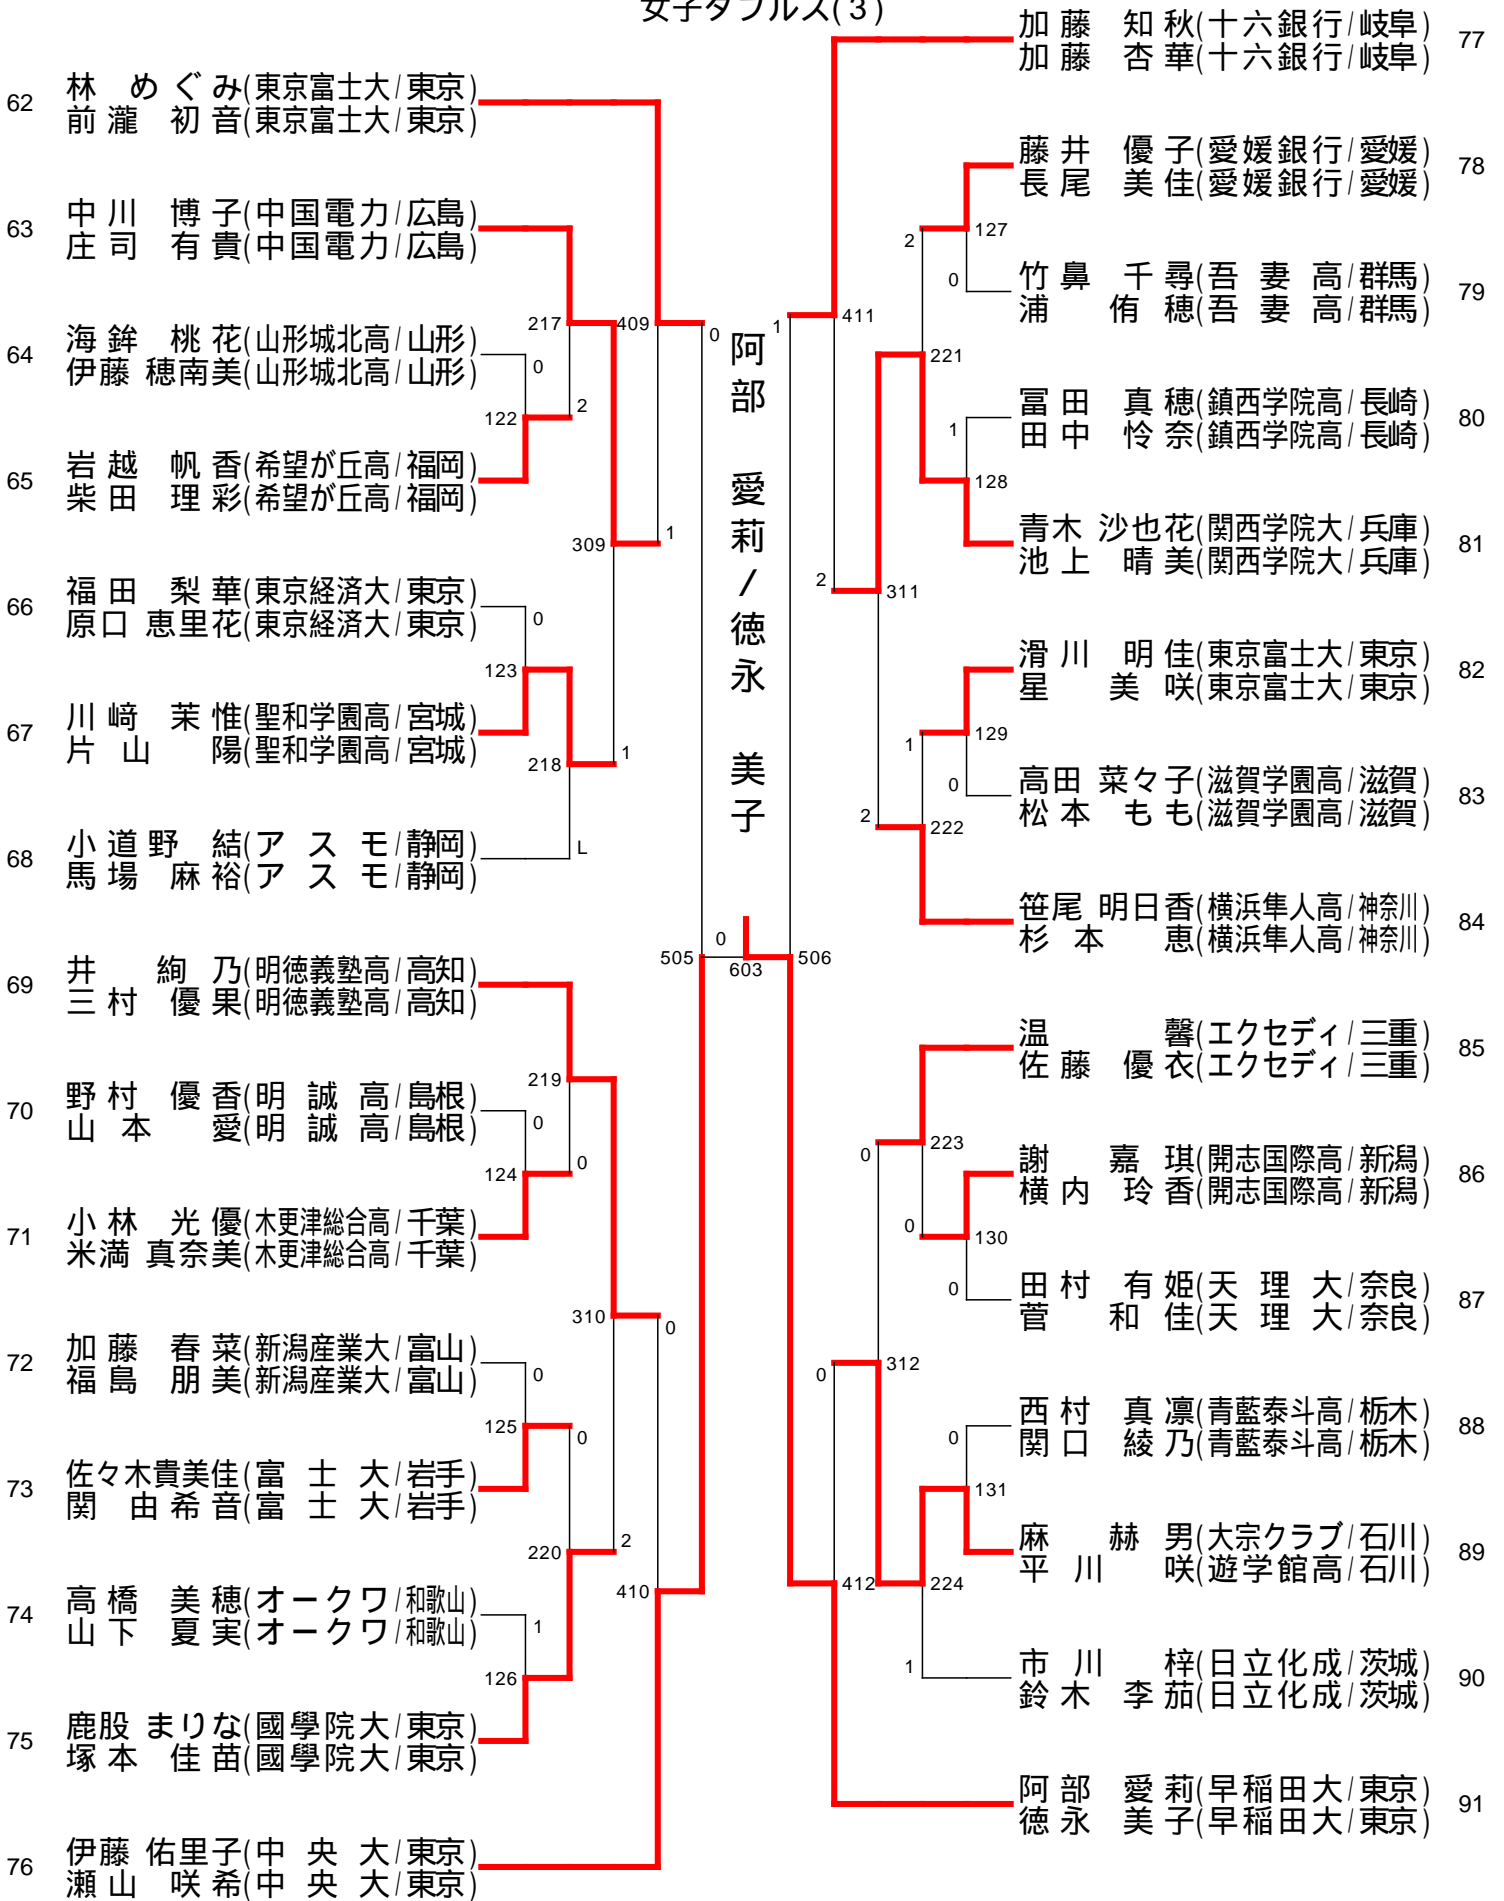 女子ダブルス(3)
62 林 めぐみ(東京富士大/東京)
前瀧 初音(東京富士大/東京)
63 中川 博子(中国電力/広島)
庄司 有貴(中国電力/広島)
64 海鉾 桃花(山形城北高/山形)
伊藤 穂南美(山形城北高/山形)
65 岩越 帆香(希望が丘高/福岡)
柴田 理彩(希望が丘高/福岡)
66 福田 梨華(東京経済大/東京)
原口 恵里花(東京経済大/東京)
67 川﨑 茉惟(聖和学園高/宮城)
片山 陽(聖和学園高/宮城)
68 小道野 結(アスモ/静岡)
馬場 麻裕(アスモ/静岡)
69 井 絢乃(明徳義塾高/高知)
三村 優果(明徳義塾高/高知)
70 野村 優香(明誠高/島根)
山本 愛(明誠高/島根)
71 小林 光優(木更津総合高/千葉)
米満 真奈美(木更津総合高/千葉)
72 加藤 春菜(新潟産業大/富山)
福島 朋美(新潟産業大/富山)
73 佐々木貴美佳(富士大/岩手)
関 由希音(富士大/岩手)
74 高橋 美穂(オークワ/和歌山)
山下 夏実(オークワ/和歌山)
75 鹿股 まりな(國學院大/東京)
塚本 佳苗(國學院大/東京)
76 伊藤 佑里子(中央大/東京)
瀬山 咲希(中央大/東京)
217
0
122
2
409
309
1
0
123
218
1
L
219
0
124
0
310
0
0
125
0
220
2
1
126
410
0
505
0
603
506
阿部 愛莉/徳永 美子
1
411
2
127
0
221
1
128
2
311
1
129
0
2
222
0
223
0
130
0
0
312
0
131
412
224
1
加藤 知秋(十六銀行/岐阜) 77
加藤 杏華(十六銀行/岐阜)
藤井 優子(愛媛銀行/愛媛) 78
長尾 美佳(愛媛銀行/愛媛)
竹鼻 千尋(吾妻高/群馬) 79
浦 侑穂(吾妻高/群馬)
冨田 真穂(鎮西学院高/長崎) 80
田中 怜奈(鎮西学院高/長崎)
青木 沙也花(関西学院大/兵庫) 81
池上 晴美(関西学院大/兵庫)
滑川 明佳(東京富士大/東京) 82
星 美咲(東京富士大/東京)
高田 菜々子(滋賀学園高/滋賀) 83
松本 もも(滋賀学園高/滋賀)
笹尾 明日香(横浜隼人高/神奈川) 84
杉本 恵(横浜隼人高/神奈川)
温 馨(エクセディ/三重) 85
佐藤 優衣(エクセディ/三重)
謝 嘉琪(開志国際高/新潟) 86
横内 玲香(開志国際高/新潟)
田村 有姫(天理大/奈良) 87
菅 和佳(天理大/奈良)
西村 真凛(青藍泰斗高/栃木) 88
関口 綾乃(青藍泰斗高/栃木)
麻 赫男(大宗クラブ/石川) 89
平川 咲(遊学館高/石川)
市川 梓(日立化成/茨城) 90
鈴木 李茄(日立化成/茨城)
阿部 愛莉(早稲田大/東京) 91
徳永 美子(早稲田大/東京)